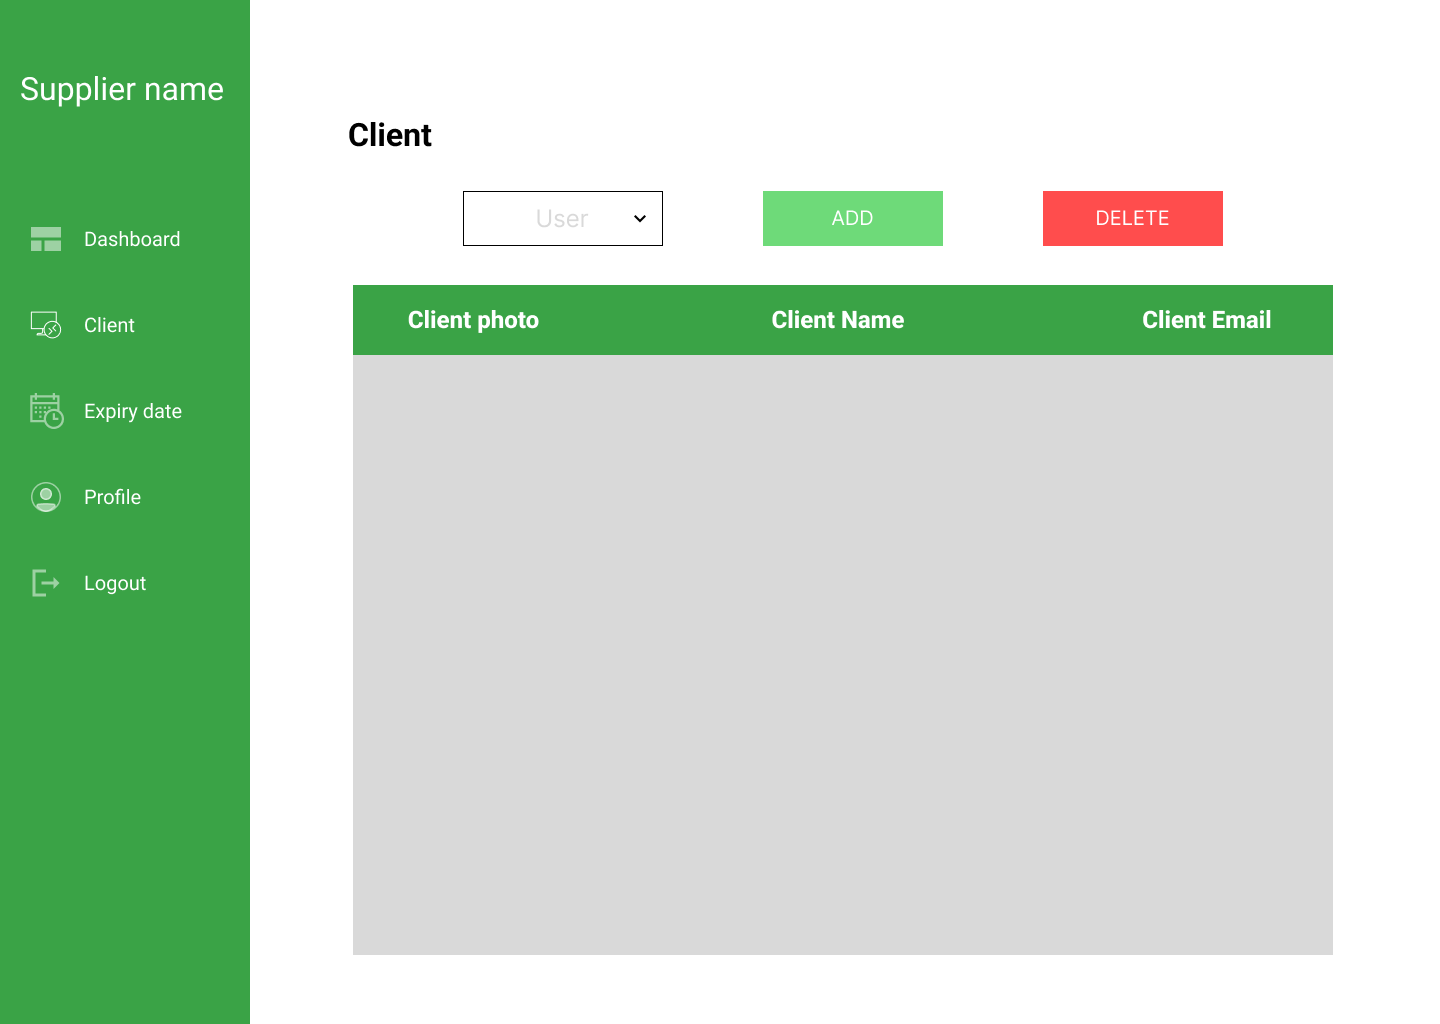 Supplier name
Dashboard
Client
Expiry date
Profile
Logout
Client
User
ADD
DELETE
Client photo
Client Name
Client Email